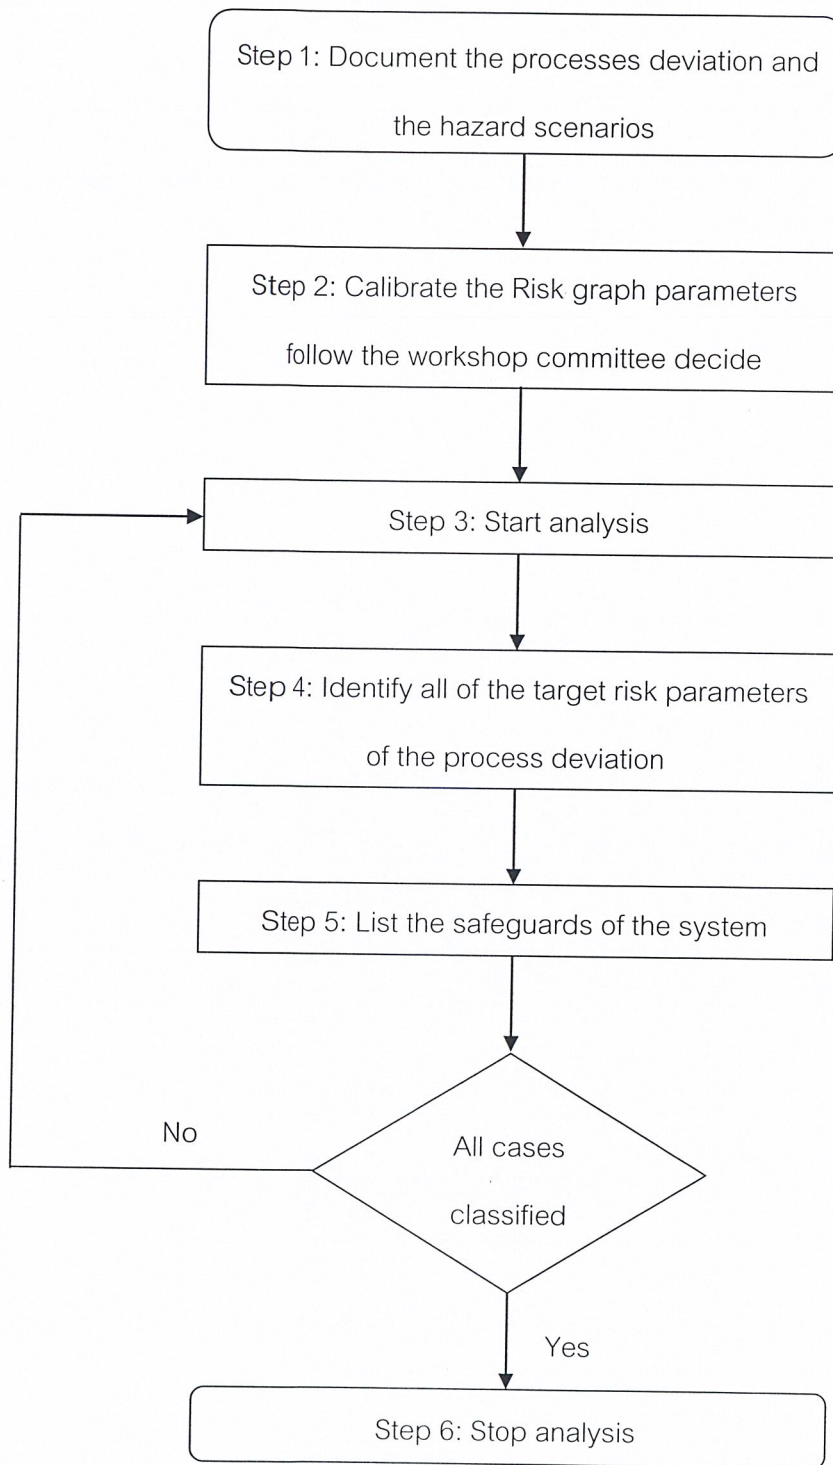 Step 1: Document the processes deviation and
the hazard scenarios
Step 2: Calibrate the Risk graph parameters
follow the workshop committee decide
Step 3: Start analysis
Step 4: Identify all of the target risk parameters
of the process deviation
Step 5: List the safeguards of the system
All cases
classified
No
Yes
Step 6: Stop analysis